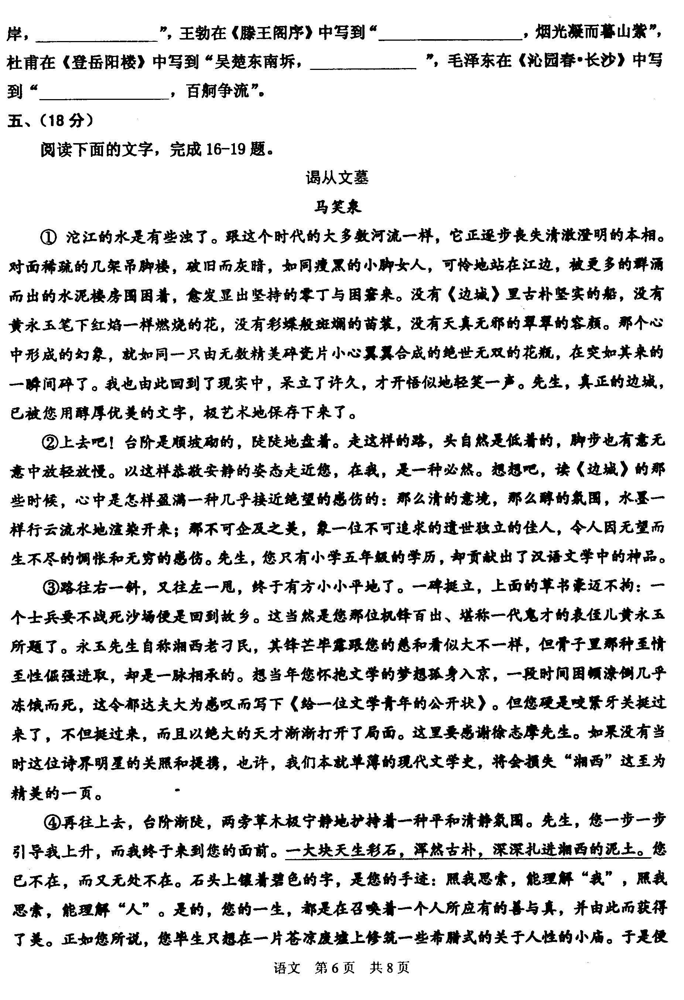 岸，______________”，王勃在《滕王阁序》中写到“________________，烟光凝而暮山紫”，
杜甫在《登岳阳楼》中写到“吴楚东南坼，____________ ”，毛泽东在《沁园春•长沙》中写
到“______________，百舸争流”。
五、（18 分）
阅读下面的文字，完成 16-19 题。
谒从文墓
马笑泉
① 沱江的水是有些浊了。跟这个时代的大多数河流一样，它正逐步丧失清澈澄明的本相。
对面稀疏的几架吊脚楼，破旧而灰暗，如同瘦黑的小脚女人，可怜地站在江边，被更多的群涌
而出的水泥楼房围困着，愈发显出坚持的零丁与困窘来。没有《边城》里古朴坚实的船，没有
黄永玉笔下红焰一样燃烧的花，没有彩蝶般斑斓的苗装，没有天真无邪的翠翠的容颜。那个心
中形成的幻象，就如同一只由无数精美碎瓷片小心翼翼合成的绝世无双的花瓶，在突如其来的
一瞬间碎了。我也由此回到了现实中，呆立了许久，才开悟似地轻笑一声。先生，真正的边城，
已被您用醇厚优美的文字，极艺术地保存下来了。
②上去吧！台阶是顺坡砌的，陡陡地盘着。走这样的路，头自然是低着的，脚步也有意无
意中放轻放慢。以这样恭敬安静的姿态走近您，在我，是一种必然。想想吧，读《边城》的那
些时候，心中是怎样盈满一种几乎接近绝望的感伤的：那么清的意境，那么醇的氛围，水墨一
样行云流水地渲染开来；那不可企及之美，象一位不可追求的遗世独立的佳人，令人因无望而
生不尽的惆怅和无穷的感伤。先生，您只有小学五年级的学历，却贡献出了汉语文学中的神品。
③路往右一斜，又往左一甩，终于有方小小平地了。一碑挺立，上面的草书豪迈不拘：一
个士兵要不战死沙场便是回到故乡。这当然是您那位机锋百出、堪称一代鬼才的表侄儿黄永玉
所题了。永玉先生自称湘西老刁民，其锋芒毕露跟您的慈和看似大不一样，但骨子里那种至情
至性倔强进取，却是一脉相承的。想当年您怀抱文学的梦想孤身入京，一段时间困顿潦倒几乎
冻饿而死，这令郁达夫大为感叹而写下《给一位文学青年的公开状》。但您硬是咬紧牙关挺过
来了，不但挺过来，而且以绝大的天才渐渐打开了局面。这里要感谢徐志摩先生。如果没有当
时这位诗界明星的关照和提携，也许，我们本就单薄的现代文学史，将会损失“湘西”这至为
精美的一页。
④再往上去，台阶渐陡，两旁草木极宁静地护持着一种平和清静氛围。先生，您一步一步
引导我上升，而我终于来到您的面前。一大块天生彩石，浑然古朴，深深扎进湘西的泥土。您
已不在，而又无处不在。石头上镶着碧色的字，是您的手迹：照我思索，能理解“我”，照我
思索，能理解“人”。是的，您的一生，都是在召唤着一个人所应有的善与真，并由此而获得
了美。正如您所说，您毕生只想在一片苍凉废墟上修筑一些希腊式的关于人性的小庙。于是便
语文 第 6 页 共 8 页